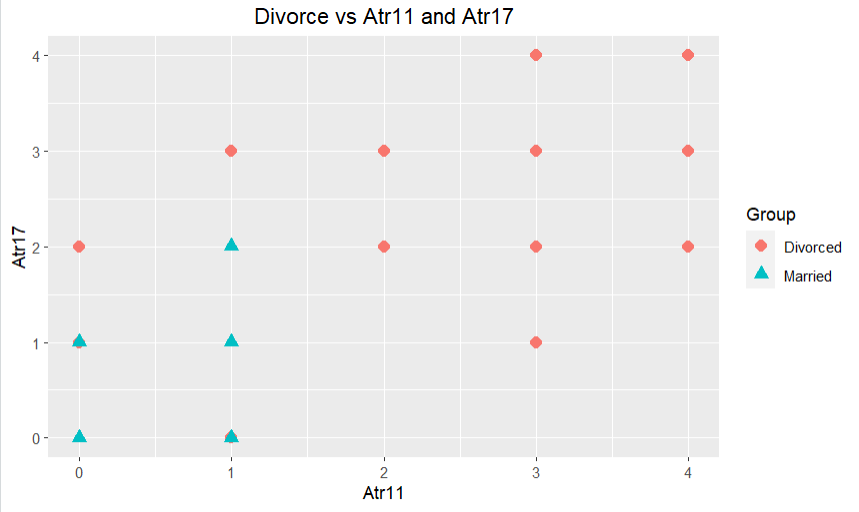 Divorce vs Atr11 and Atr17
4
3
2
1
0
Atr17
0 1 2 3 4
Atr11
Group
Divorced
Married